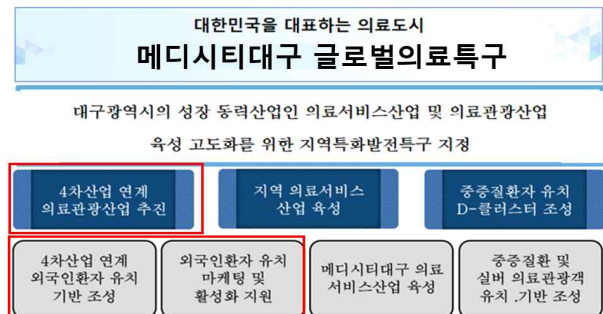 대한민국을 대표하는 의료도시
메디시티대구 글로벌의료특구
대구광역시의 성장 동력산업인 의료서비스산업 및 의료관광산업
육성 고도화를 위한 지역특화발전특구 지정
4차산업 연계
의료관광산업 추진
지역 의료서비스
산업 육성
중증질환자 유치
D-클러스터 조성
4차산업 연계
외국인환자 유치
기반 조성
외국인환자 유치
마케팅 및
활성화 지원
메디시티대구 의료
서비스산업 육성
중증질환 및
실버 의료관광객
유치 .기반 조성